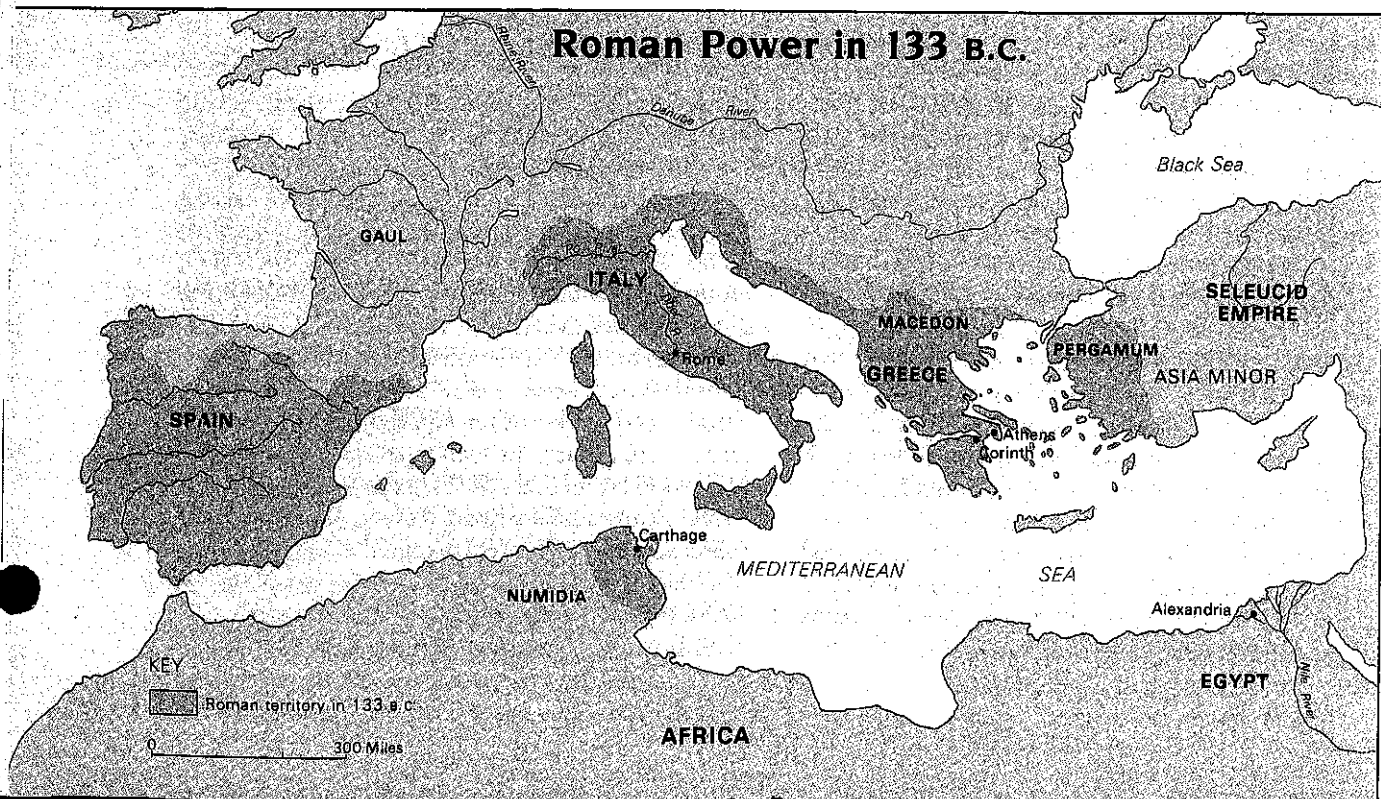 Roman Power in 133 B.C.
Rhine River
Danube River
Black Sea
GAUL
Po River
ITALY
SELEUCID
EMPIRE
MACEDON
PERGAMUM
Rome
GREECE
ASIA MINOR
SPAIN
Athens
Corinth
Carthage
MEDITERRANEAN SEA
NUMIDIA
Alexandria
KEY
EGYPT
Nile River
Roman territory in 133 B.C.
AFRICA
0 300 Miles